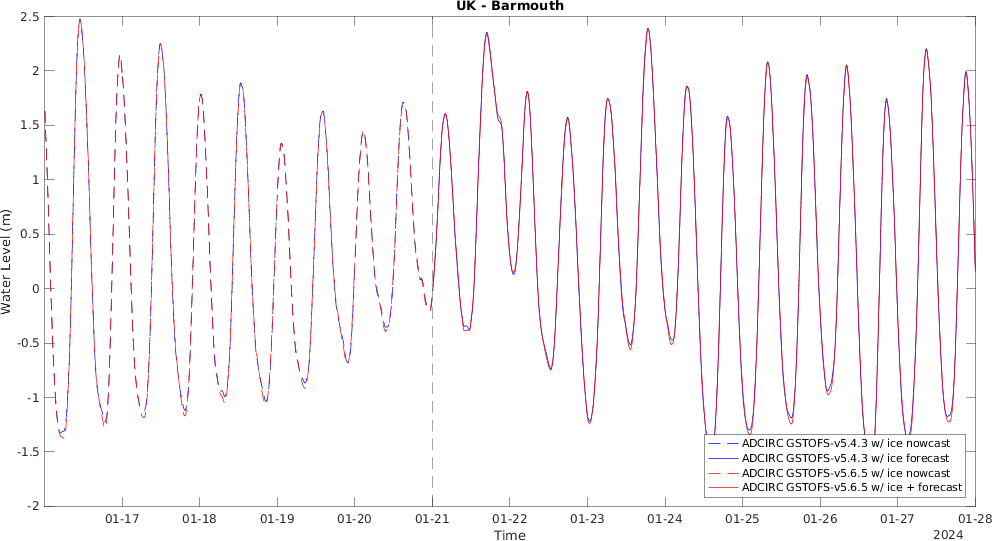 UK - Barmouth
2.5
2
1.5
1
0.5
0
-0.5
-1
-1.5
-2
Water Level (m)
ADCIRC GSTOFS-v5.4.3 w/ ice nowcast
ADCIRC GSTOFS-v5.4.3 w/ ice forecast
ADCIRC GSTOFS-v5.6.5 w/ ice nowcast
ADCIRC GSTOFS-v5.6.5 w/ ice + forecast
01-17 01-18 01-19 01-20 01-21 01-22 01-23 01-24 01-25 01-26 01-27 01-28
Time
2024